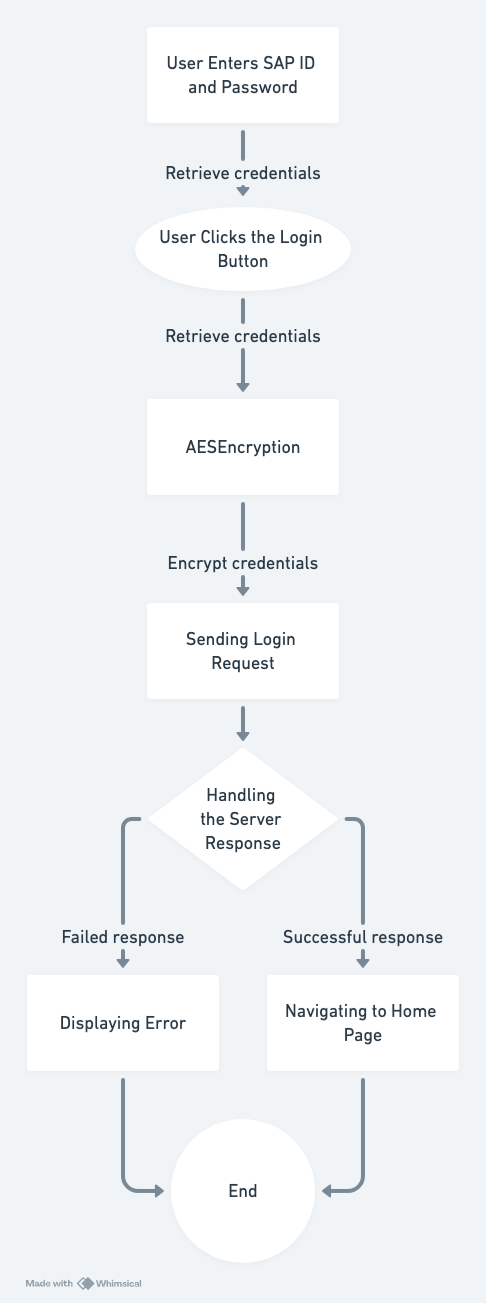 User Enters SAP ID
and Password
Retrieve credentials
User Clicks the Login
Button
Retrieve credentials
AESEncryption
Encrypt credentials
Sending Login
Request
Handling
the Server
Response
Failed response
Successful response
Displaying Error
Navigating to Home
Page
End
Made with Whimsical